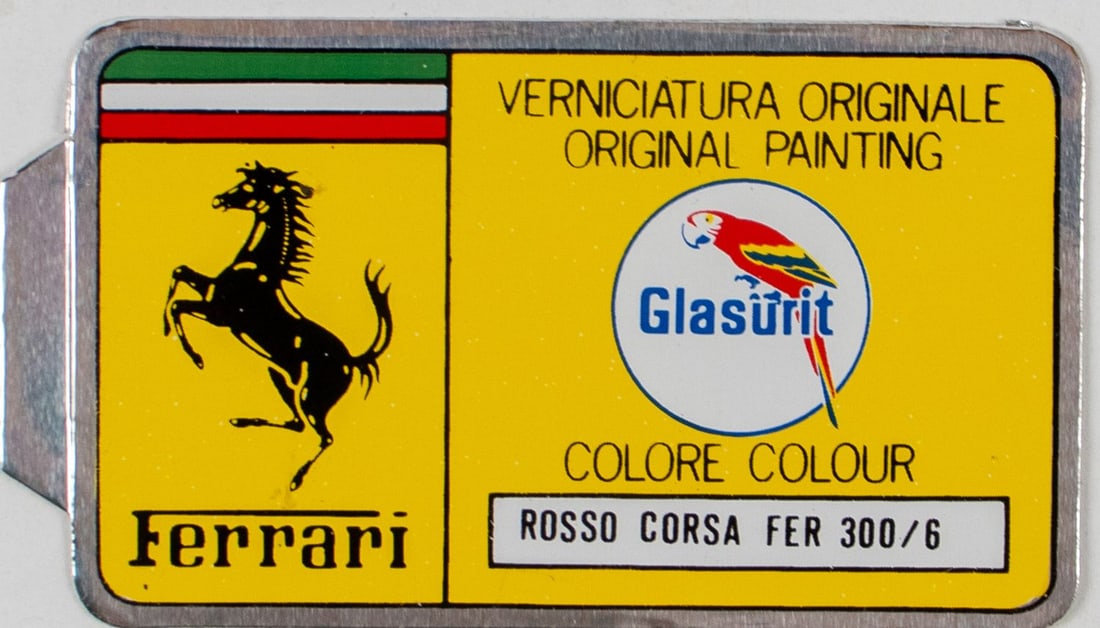 VERNICIATURA ORIGINALE
ORIGINAL PAINTING
Glasurit
COLORE COLOUR
ROSSO CORSA FER 300/6
Ferrari